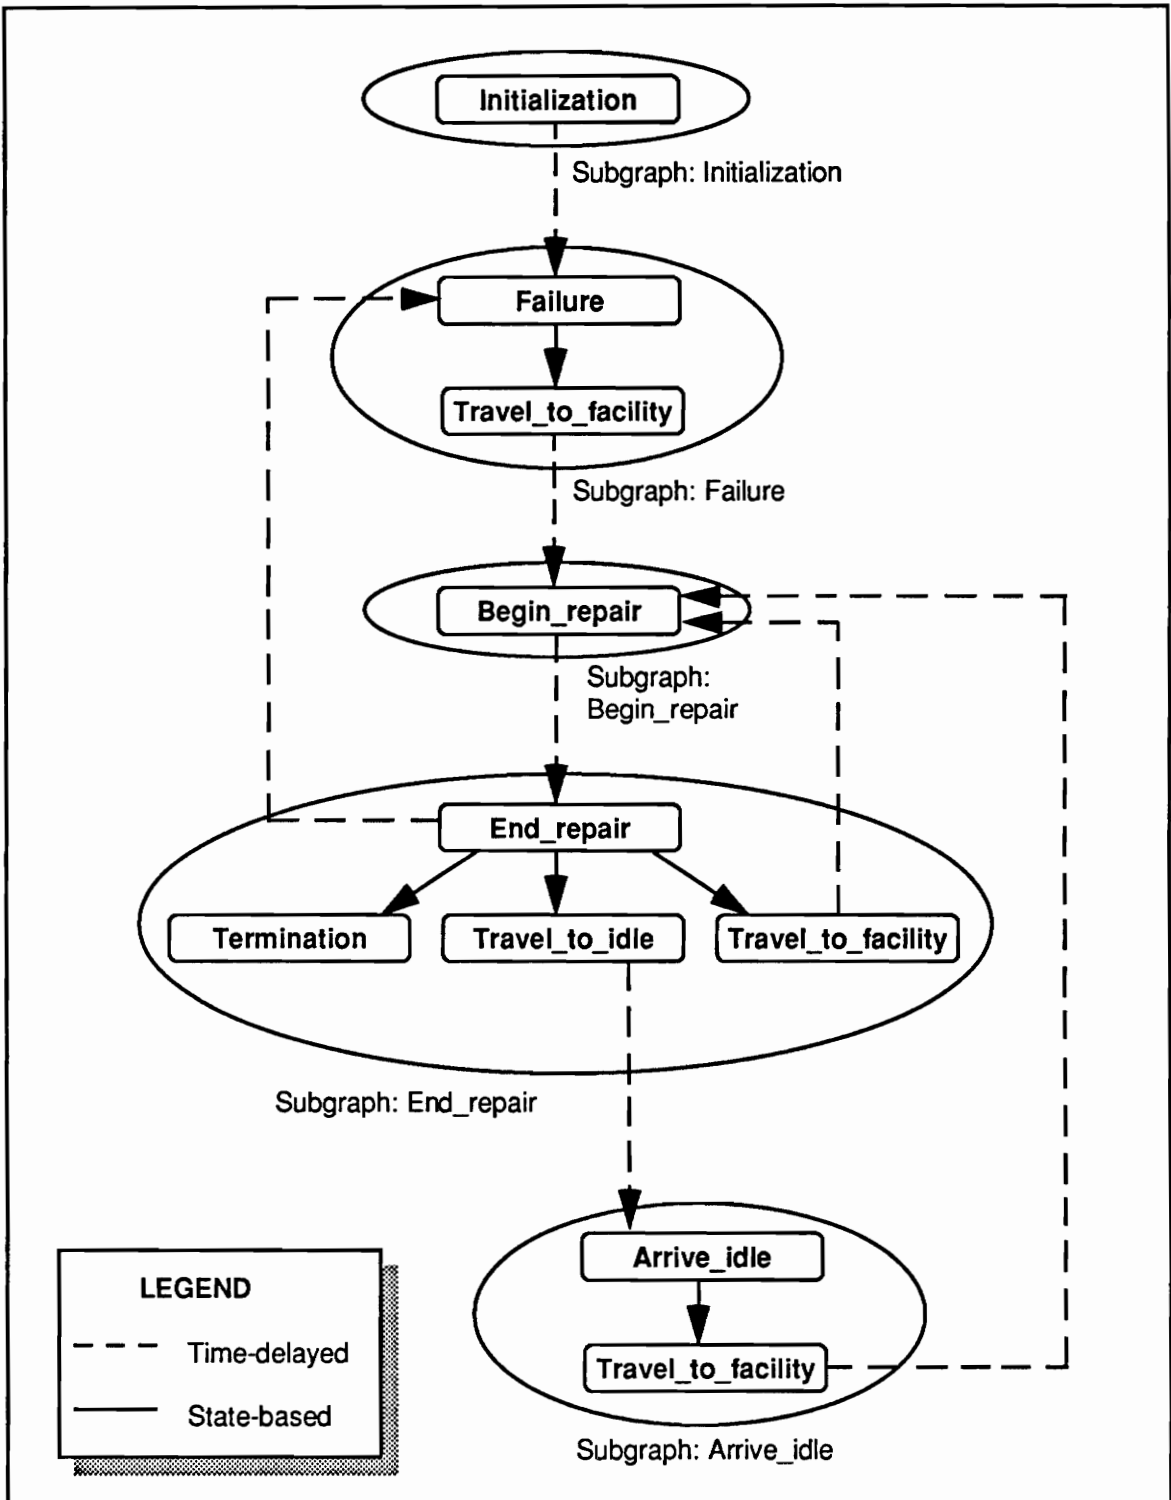 Initialization
Subgraph: Initialization
Failure
Travel_to_facility
Subgraph: Failure
Begin_repair
Subgraph:
Begin_repair
End_repair
Termination
Travel_to_idle
Travel_to_facility
Subgraph: End_repair
Arrive_idle
Travel_to_facility
Subgraph: Arrive_idle
LEGEND
Time-delayed
State-based